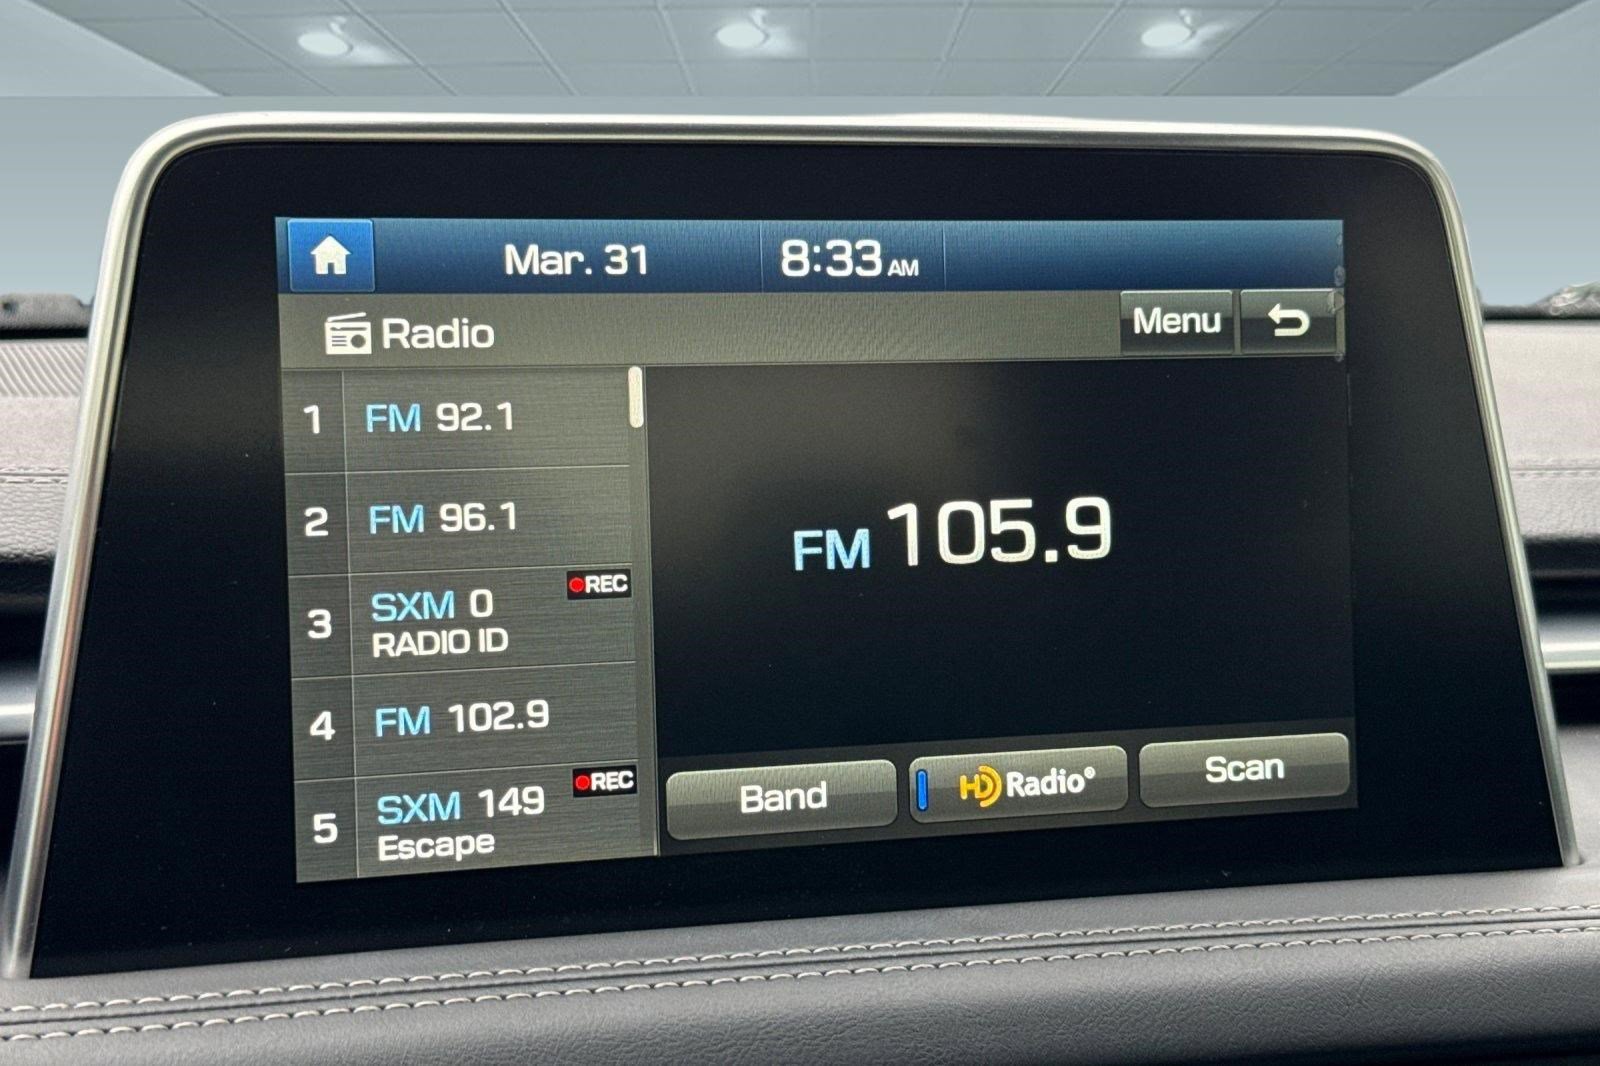 Mar. 31 8:33 AM
Radio Menu
1 FM 92.1
2 FM 96.1
3 SXM 0 REC
RADIO ID
4 FM 102.9
5 SXM 149 REC
Escape
FM 105.9
Band HD Radio® Scan